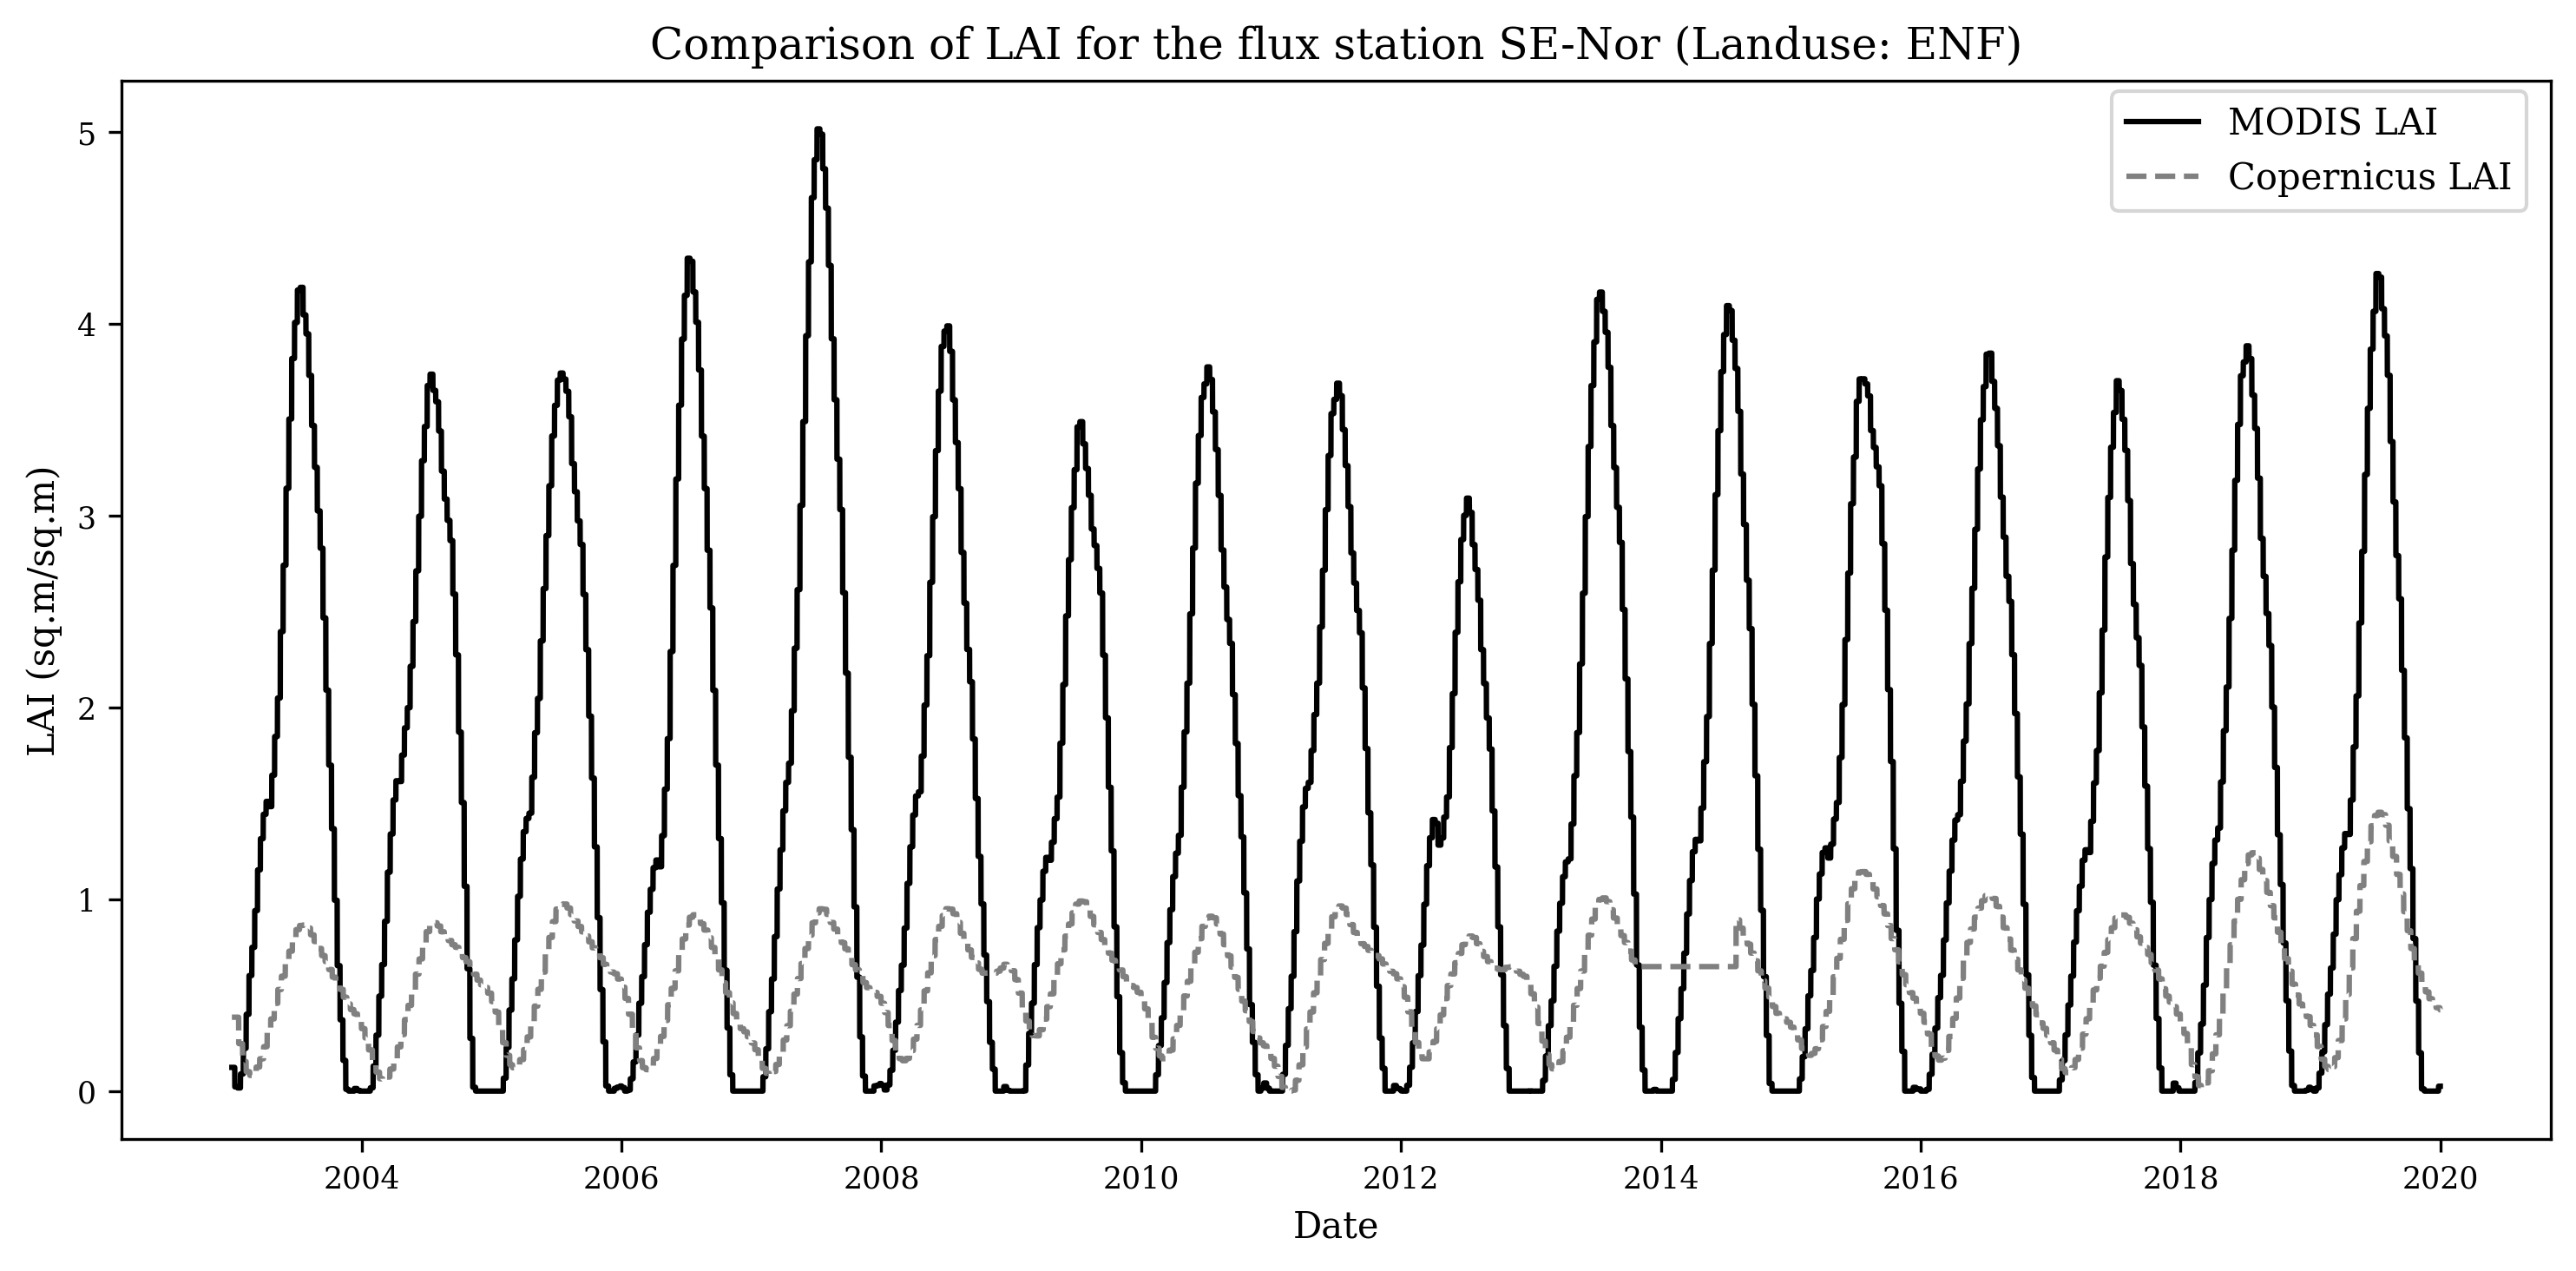 Comparison of LAI for the flux station SE-Nor (Landuse: ENF)
MODIS LAI
Copernicus LAI
LAI (sq.m/sq.m)
5
4
3
2
1
0
2004 2006 2008 2010 2012 2014 2016 2018 2020
Date